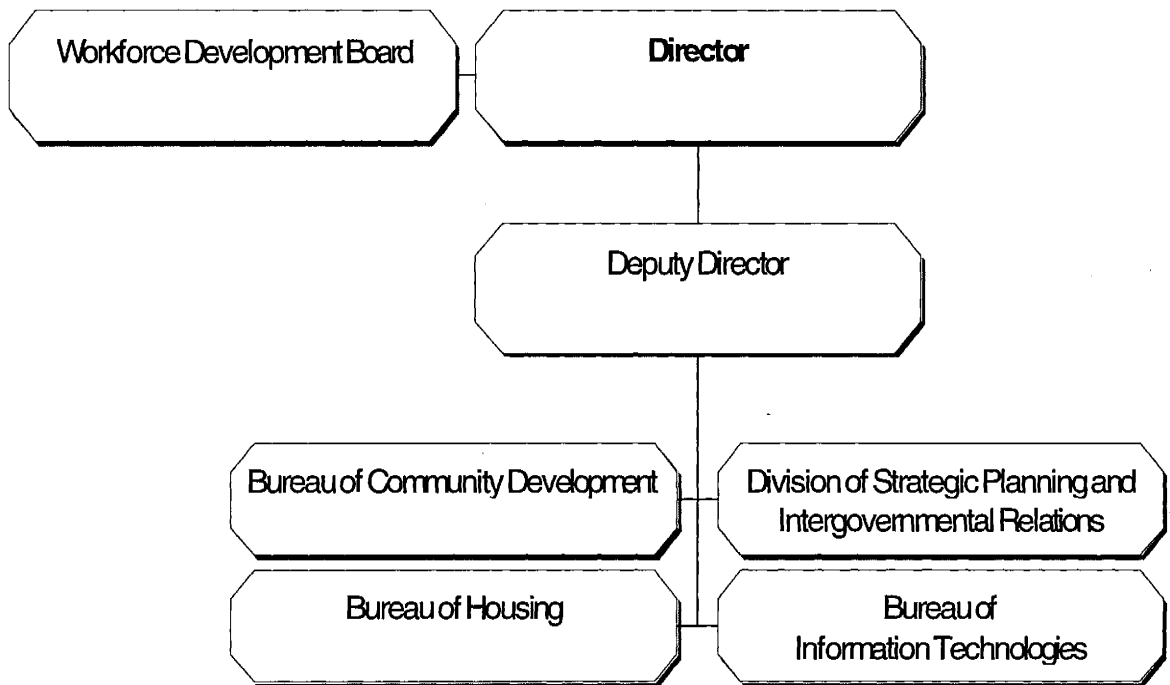 Workforce Development Board
Director
Deputy Director
Bureau of Community Development
Division of Strategic Planning and
Intergovernmental Relations
Bureau of Housing
Bureau of
Information Technologies